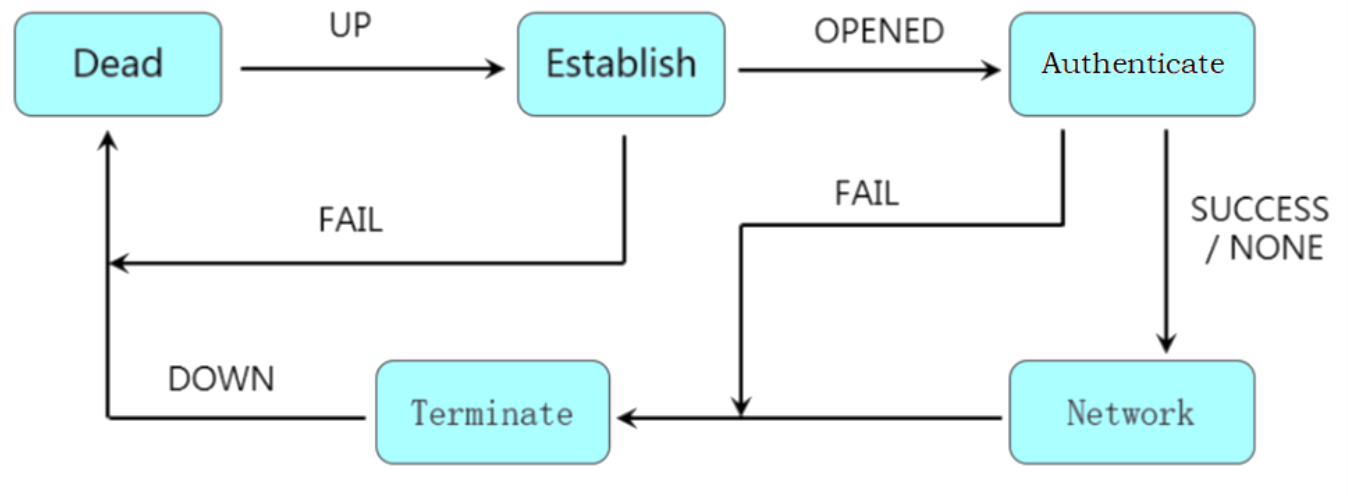 UP
OPENED
Dead
Establish
Authenticate
FAIL
FAIL
SUCCESS
/ NONE
DOWN
Terminate
Network